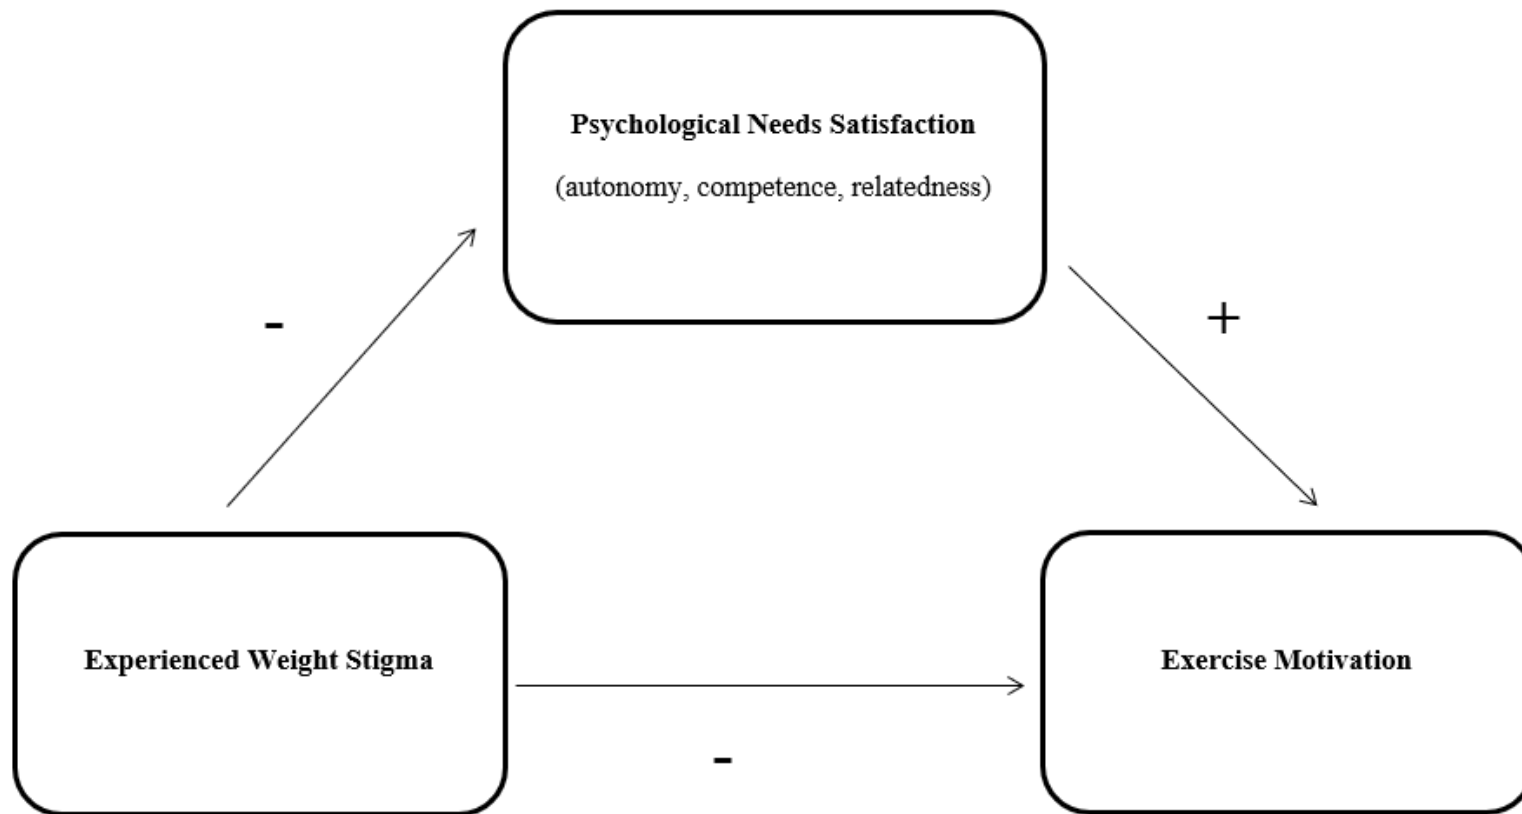 Psychological Needs Satisfaction
(autonomy, competence, relatedness)
-
+
Experienced Weight Stigma
Exercise Motivation
-